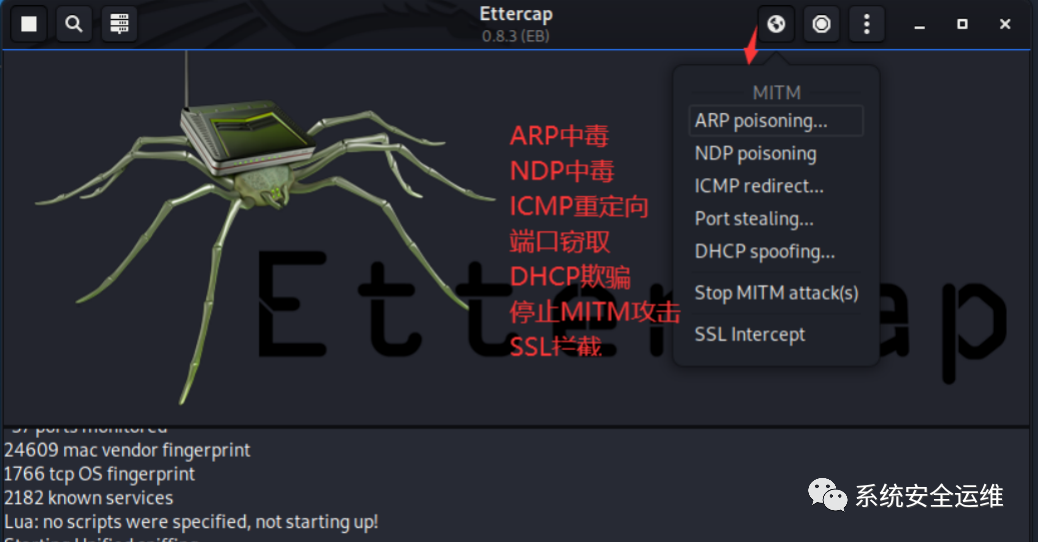 Ettercap
0.8.3 (EB)
MITM
ARP poisoning...
NDP poisoning
ICMP redirect...
Port stealing...
DHCP spoofing...
Stop MITM attack(s)
SSL Intercept
ARP中毒
NDP中毒
ICMP重定向
端口窃取
DHCP欺骗
停止MITM攻击
SSL拦截
Ettercap
37 ports monitored
24609 mac vendor fingerprint
1766 tcp OS fingerprint
2182 known services
Lua: no scripts were specified, not starting up!
Starting Unified sniffing...
系统安全运维